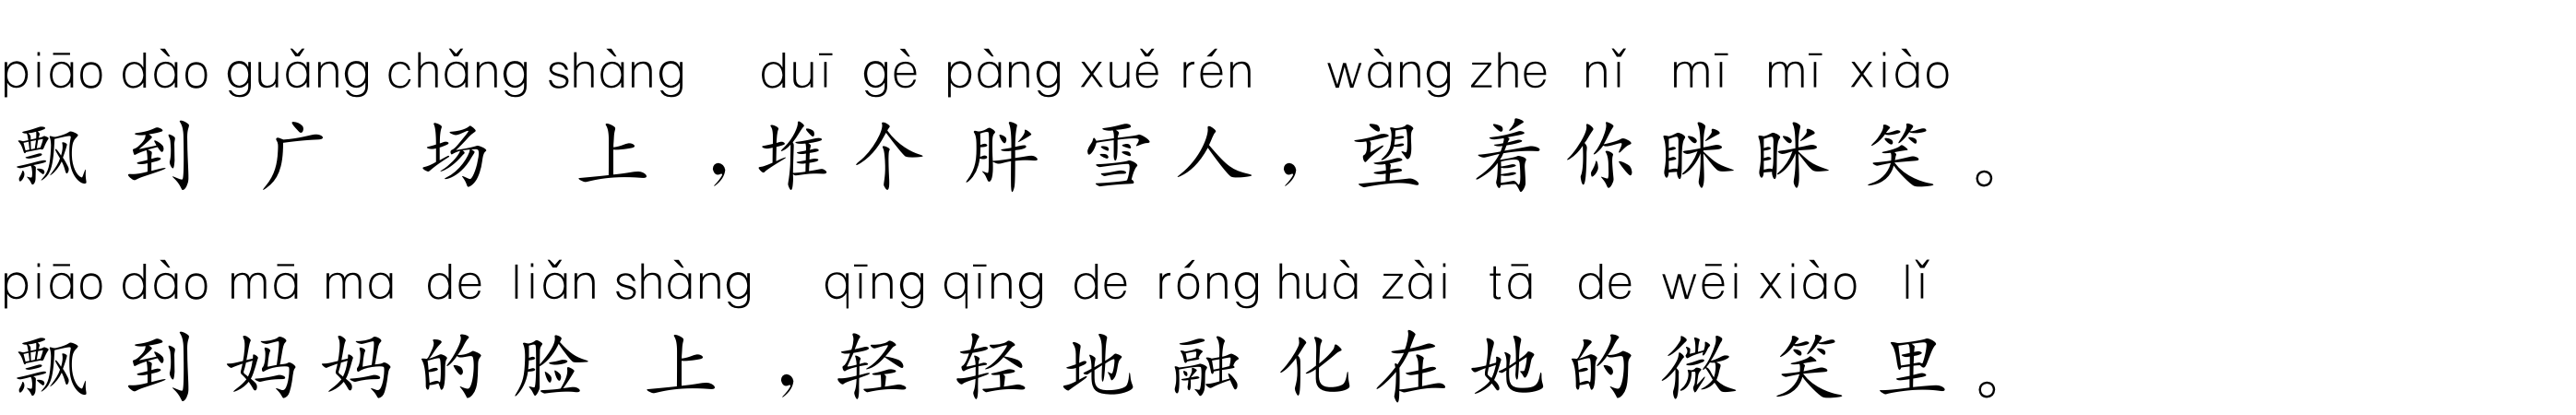 piāo dào guǎng chǎng shàng duī gè pàng xuě rén wàng zhe nǐ mī mī xiào
飘到广场上，堆个胖雪人，望着你眯眯笑。
piāo dào mā ma de liǎn shàng qīng qīng de róng huà zài tā de wēi xiào lǐ
飘到妈妈的脸上，轻轻地融化在她的微笑里。